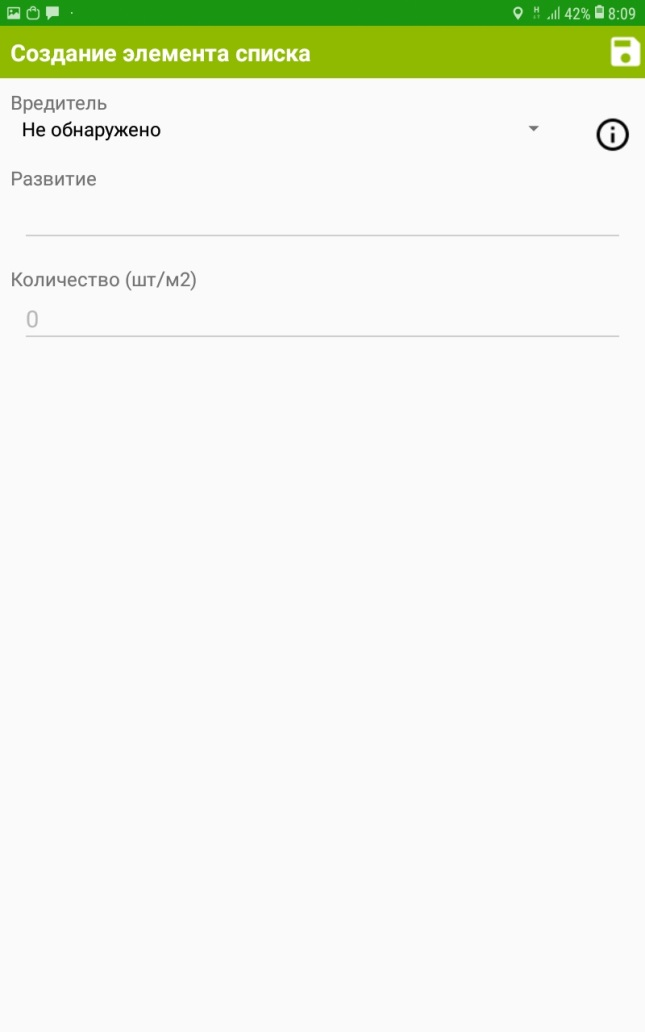 42% 8:09
Создание элемента списка
Вредитель
Не обнаружено
Развитие
Количество (шт/м2)
0